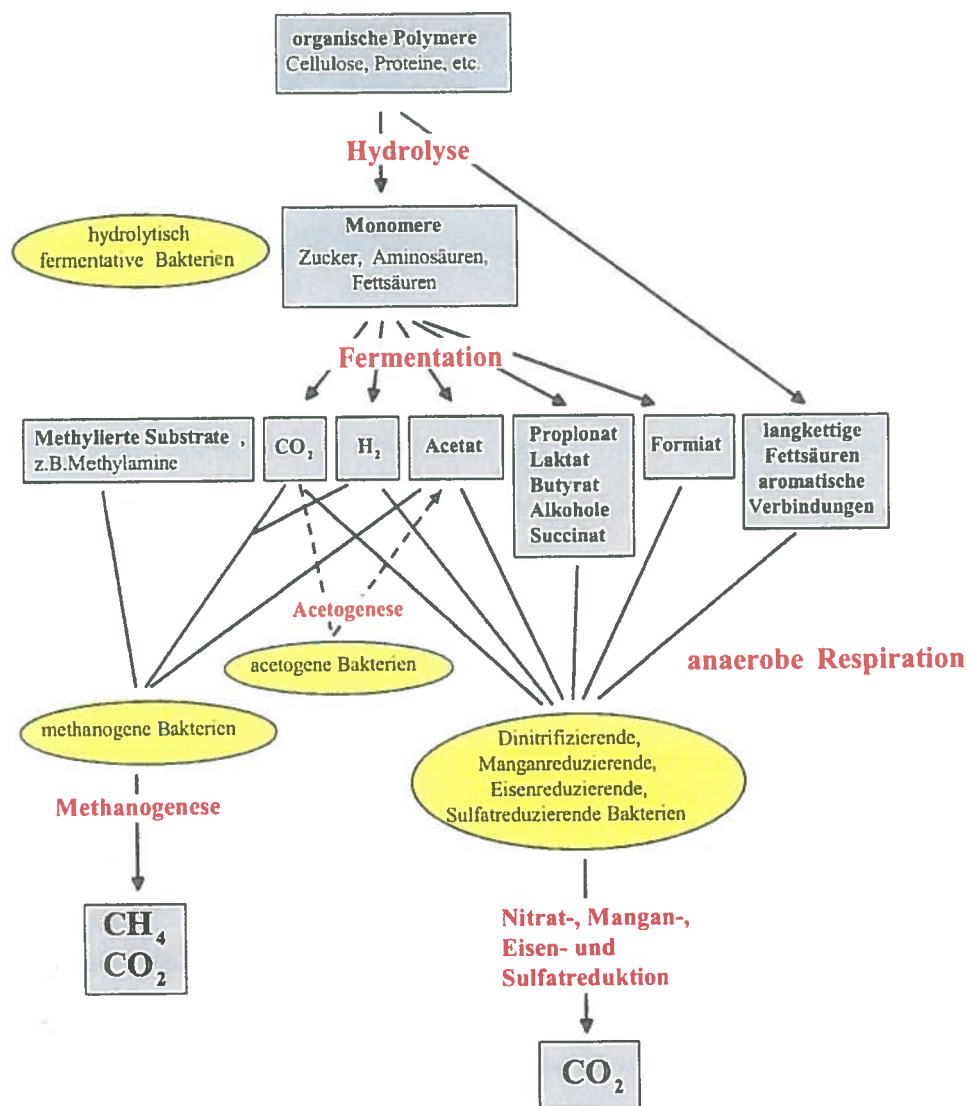 organische Polymere
Cellulose, Proteine, etc.
Hydrolyse
hydrolytisch
fermentative Bakterien
Monomere
Zucker, Aminosäuren,
Fettsäuren
Fermentation
Methylierte Substrate ,
z.B.Methylamine
CO₂
H₂
Acetat
Propionat
Laktat
Butyrat
Alkohole
Succinat
Formiat
langkettige
Fettsäuren
aromatische
Verbindungen
Acetogenese
acetogene Bakterien
anaerobe Respiration
methanogene Bakterien
Dinitrifizierende,
Manganreduzierende,
Eisenreduzierende,
Sulfatreduzierende Bakterien
Methanogenese
CH₄
CO₂
Nitrat-, Mangan-,
Eisen- und
Sulfatreduktion
CO₂